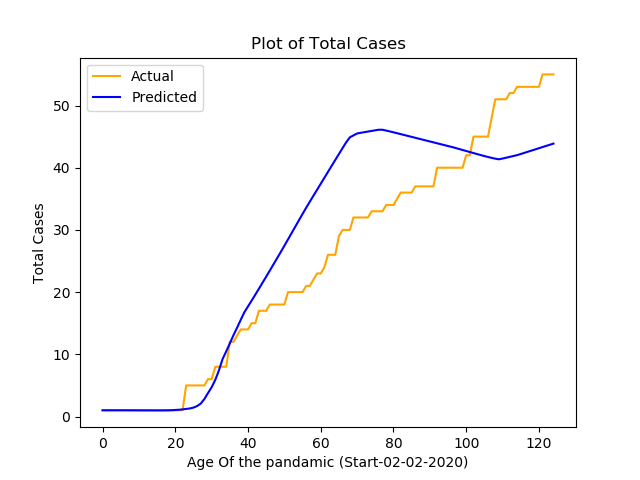 Plot of Total Cases
Actual
Predicted
50
40
30
20
10
0
Total Cases
0 20 40 60 80 100 120
Age Of the pandamic (Start-02-02-2020)